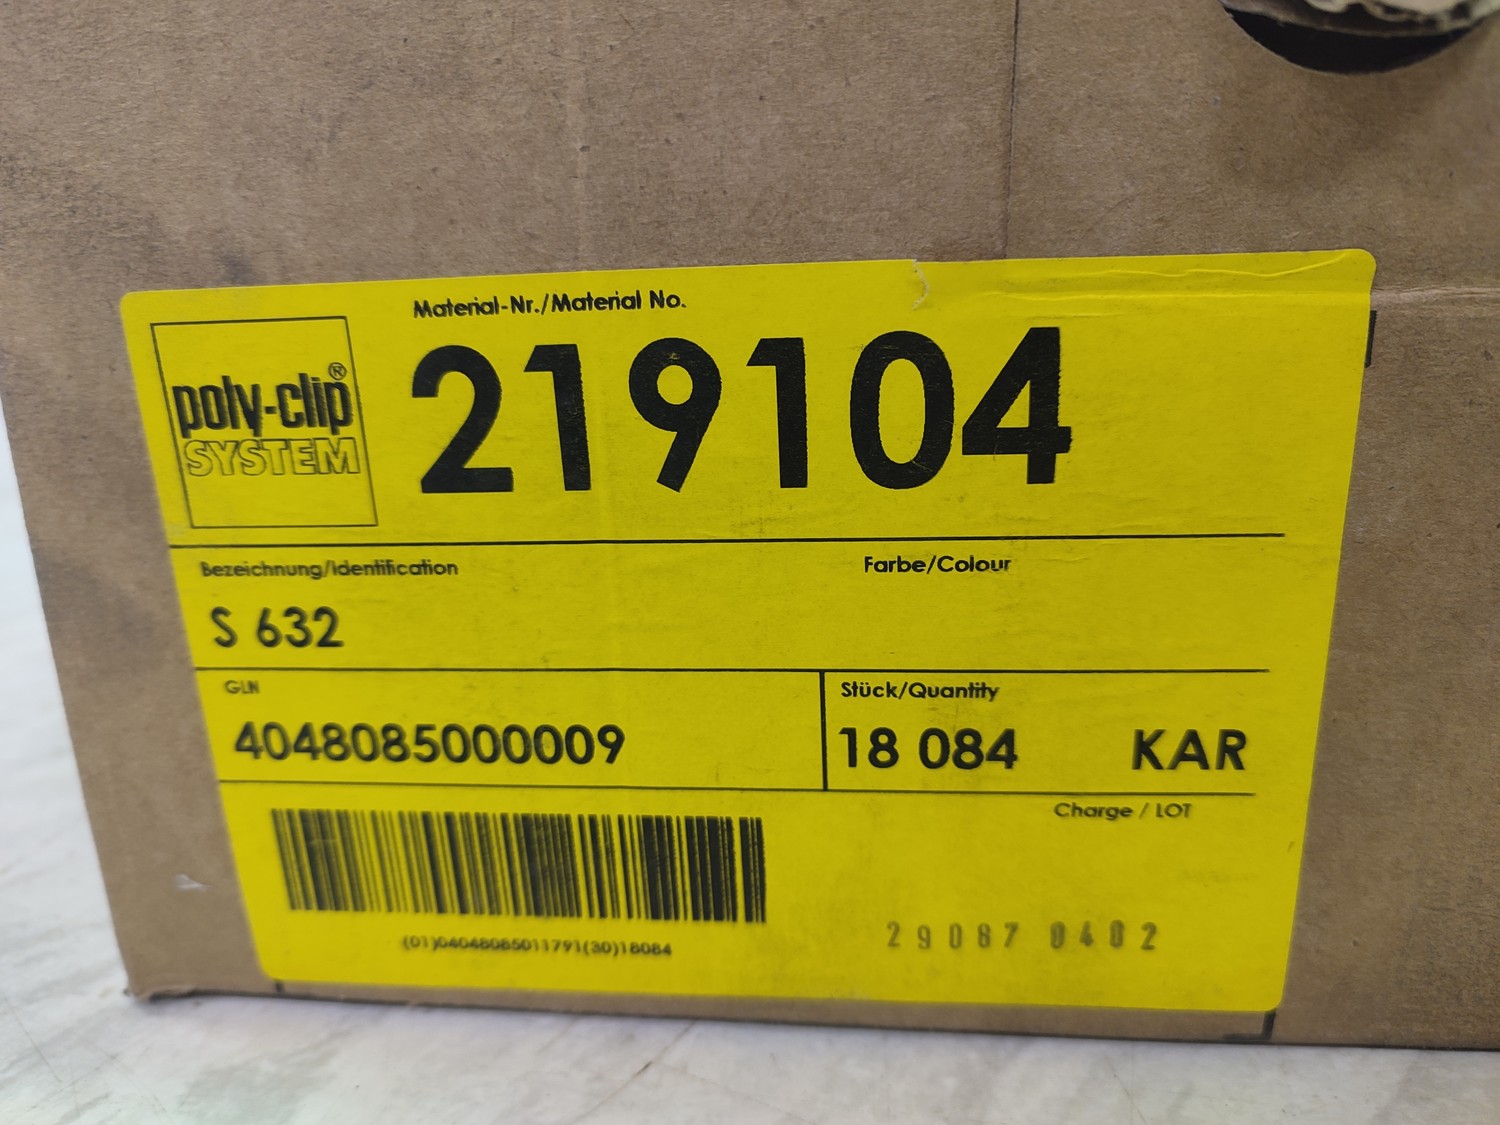 Material-Nr./Material No.
poly-clip®
SYSTEM
219104
Bezeichnung/Identification
Farbe/Colour
S 632
GLN
4048085000009
Stück/Quantity
18 084 KAR
Charge / LOT
29087 0402
(01)04048085011791(30)18084